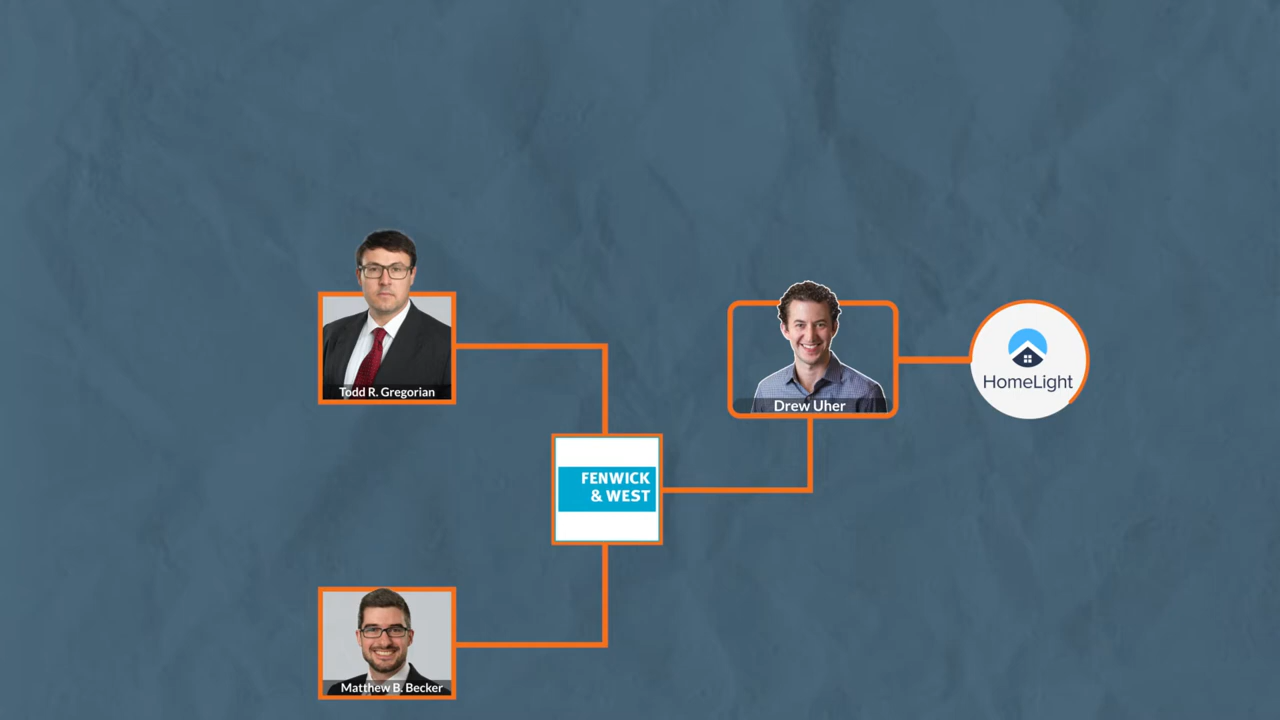 Todd R. Gregorian
Drew Uher
HomeLight
FENWICK
& WEST
Matthew B. Becker